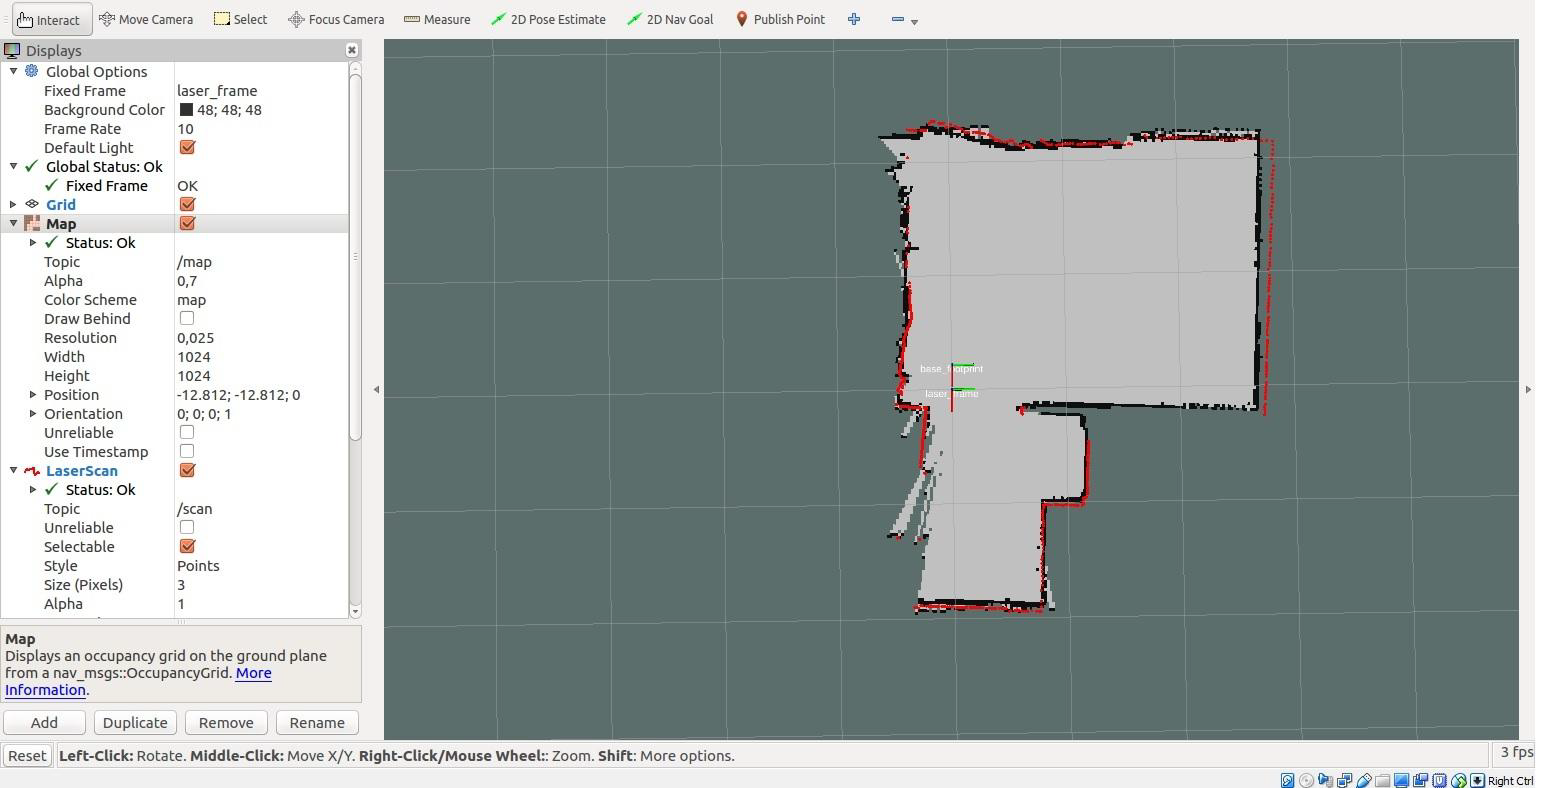 Interact Move Camera Select Focus Camera Measure 2D Pose Estimate 2D Nav Goal Publish Point
Displays
Global Options
Fixed Frame laser_frame
Background Color 48; 48; 48
Frame Rate 10
Default Light
Global Status: Ok
Fixed Frame OK
Grid
Map
Status: Ok
Topic /map
Alpha 0,7
Color Scheme map
Draw Behind
Resolution 0,025
Width 1024
Height 1024
Position -12.812; -12.812; 0
Orientation 0; 0; 0; 1
Unreliable
Use Timestamp
LaserScan
Status: Ok
Topic /scan
Unreliable
Selectable
Style Points
Size (Pixels) 3
Alpha 1
Map
Displays an occupancy grid on the ground plane
from a nav_msgs::OccupancyGrid. More
Information.
Add Duplicate Remove Rename
base_footprint
laser_frame
Reset Left-Click: Rotate. Middle-Click: Move X/Y. Right-Click/Mouse Wheel:: Zoom. Shift: More options. 3 fps
Right Ctrl